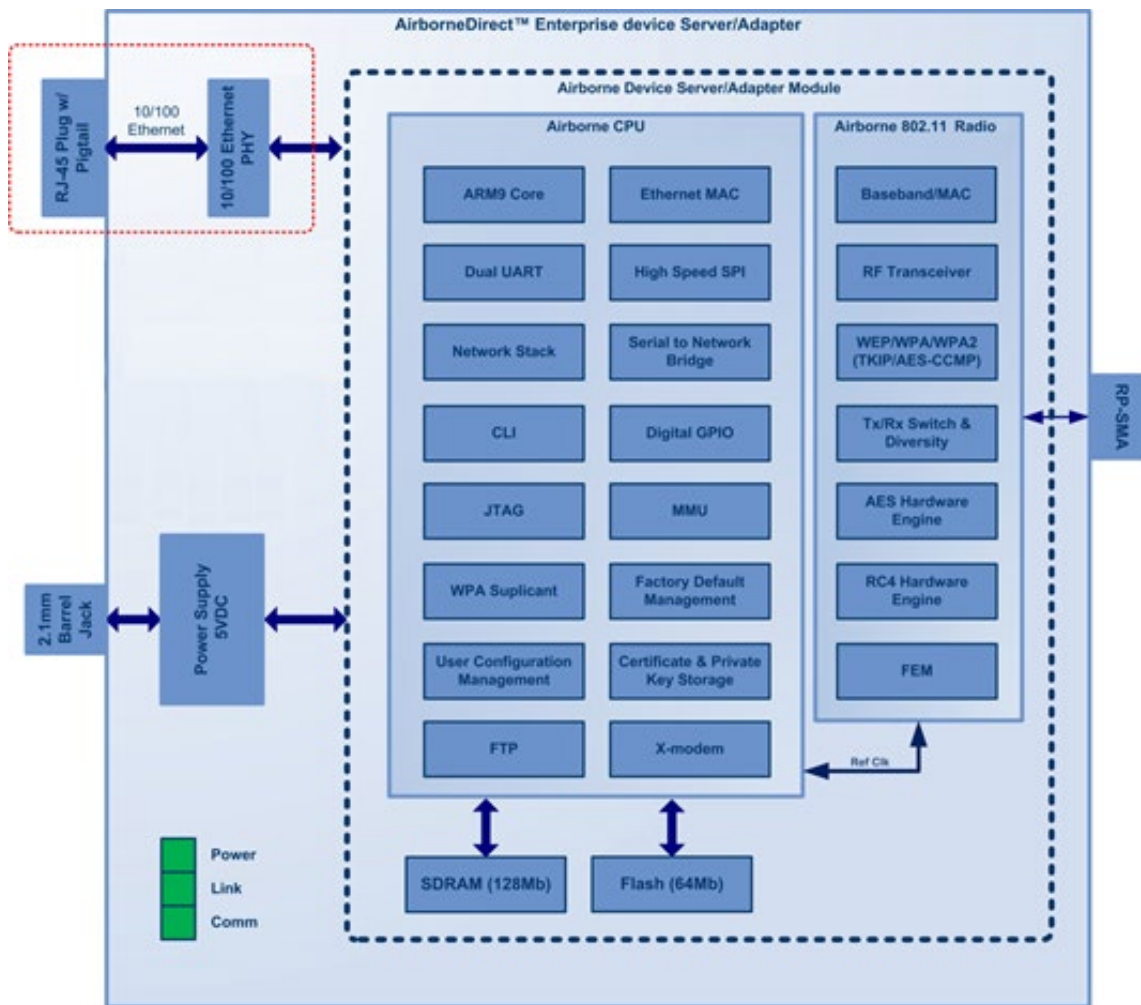 AirborneDirect™ Enterprise device Server/Adapter
RJ-45 Plug w/
Pigtail
10/100
Ethernet
10/100 Ethernet
PHY
Airborne Device Server/Adapter Module
Airborne CPU
ARM9 Core
Ethernet MAC
Dual UART
High Speed SPI
Network Stack
Serial to Network
Bridge
CLI
Digital GPIO
JTAG
MMU
WPA Suplicant
Factory Default
Management
User Configuration
Management
Certificate & Private
Key Storage
FTP
X-modem
Airborne 802.11 Radio
Baseband/MAC
RF Transceiver
WEP/WPA/WPA2
(TKIP/AES-CCMP)
Tx/Rx Switch &
Diversity
AES Hardware
Engine
RC4 Hardware
Engine
FEM
RP-SMA
Ref Clk
2.1mm
Barrel
Jack
Power Supply
5VDC
SDRAM (128Mb)
Flash (64Mb)
Power
Link
Comm